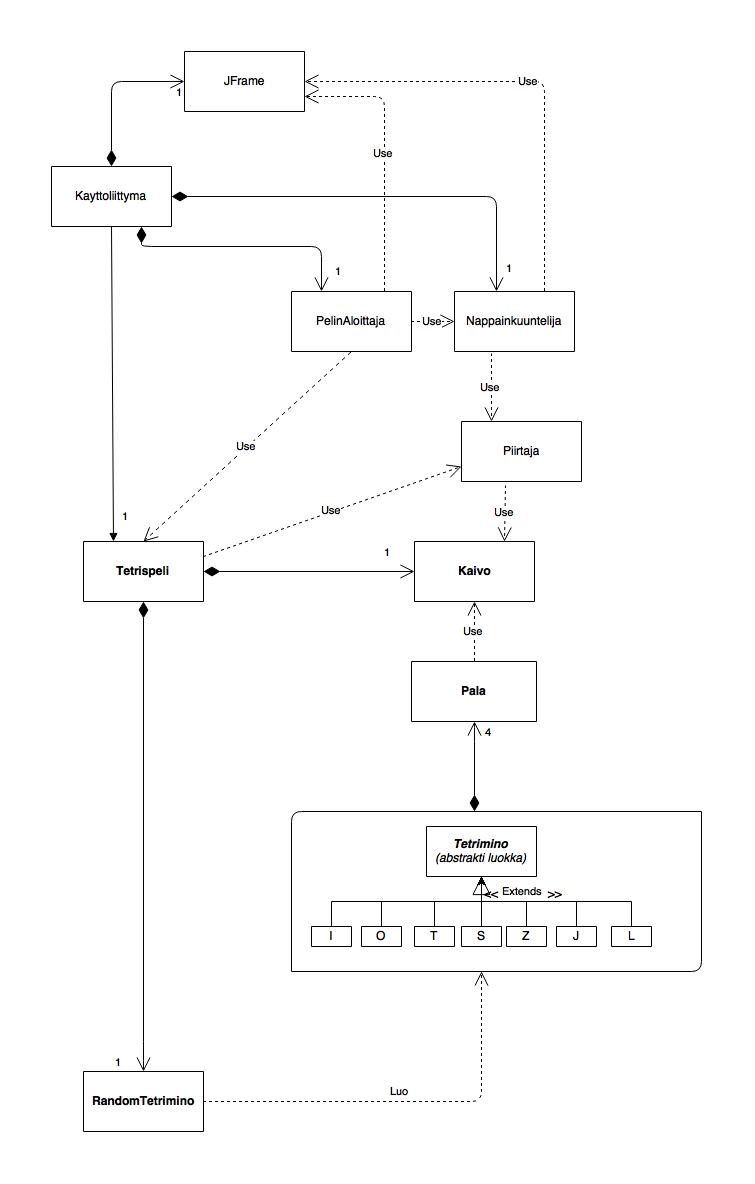 JFrame
Use
1
Use
Kayttoliittyma
1
1
PelinAloittaja
Use
Nappainkuuntelija
Use
Use
Piirtaja
Use
Use
1
1
Tetrispeli
Kaivo
Use
Pala
4
Tetrimino
(abstrakti luokka)
<< Extends >>
I O T S Z J L
1
Luo
RandomTetrimino